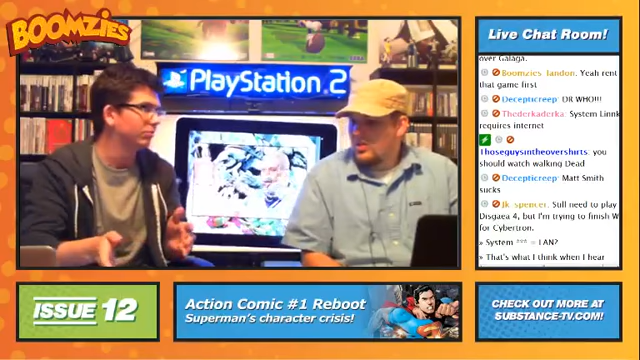 BOOMZIES
PlayStation.2
Live Chat Room!
over Galaga.
Boomzies_landon: Yeah rent
that game first
Decepticreep: DR WHO!!!
Thederkaderka: System Linnk
requires internet
Thoseguysintheovershirts: you
should watch walking Dead
Decepticreep: Matt Smith
sucks
Jk_spencer: Still need to play
Disgaea 4, but I'm trying to finish W
for Cybertron.
» System *** = LAN?
» That's what I think when I hear
ISSUE 12
Action Comic #1 Reboot
Superman's character crisis!
CHECK OUT MORE AT
SUBSTANCE-TV.COM!